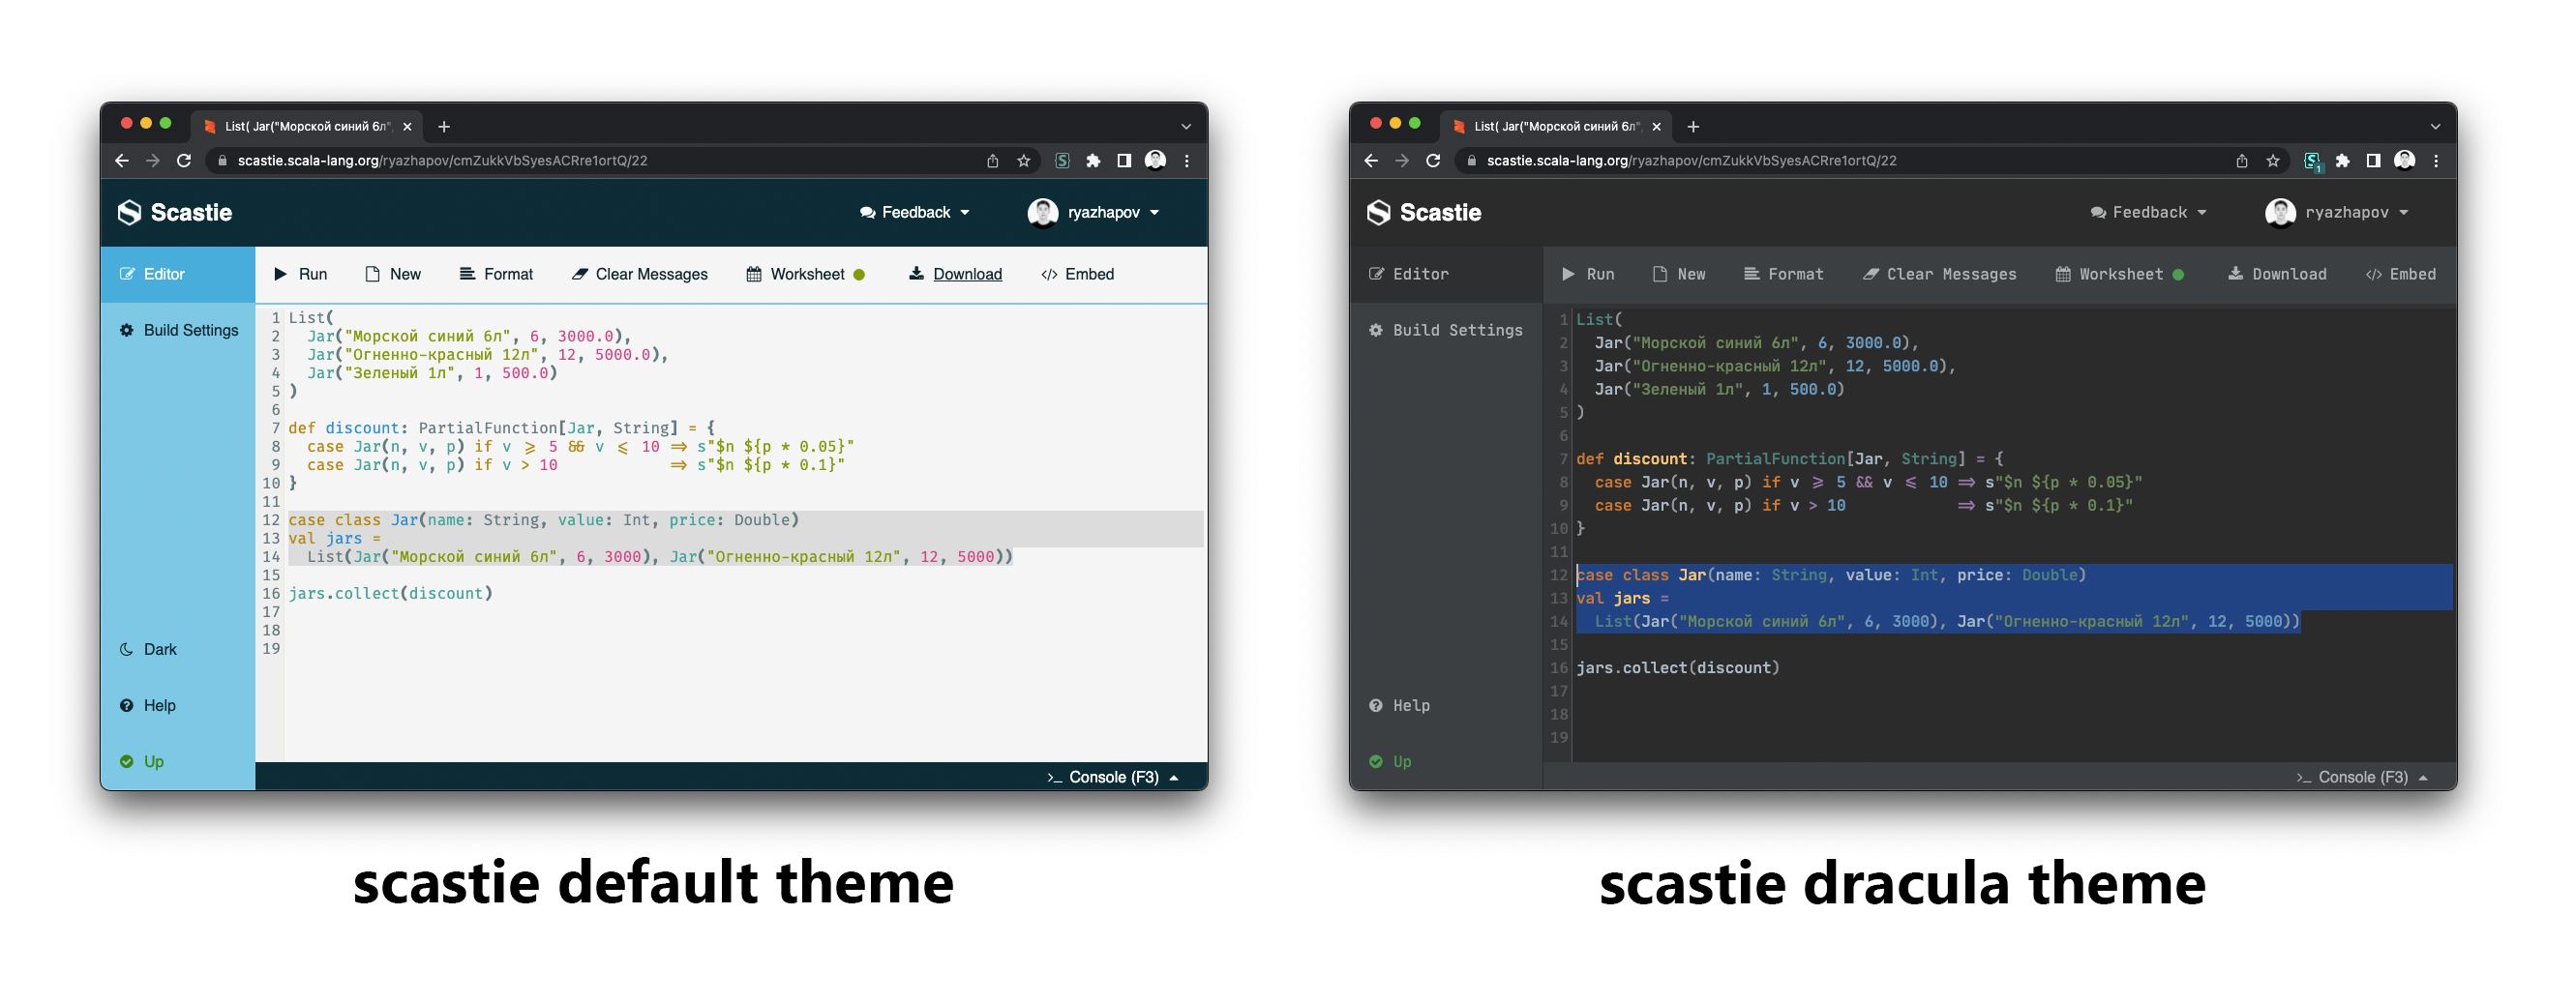 List( Jar("Морской синий 6л",
scastie.scala-lang.org/ryazhapov/cmZukkVbSyesACRre1ortQ/22
Scastie
Feedback
ryazhapov
Editor
Run
New
Format
Clear Messages
Worksheet
Download
</> Embed
Build Settings
1 List(
2   Jar("Морской синий 6л", 6, 3000.0),
3   Jar("Огненно-красный 12л", 12, 5000.0),
4   Jar("Зеленый 1л", 1, 500.0)
5 )
6
7 def discount: PartialFunction[Jar, String] = {
8   case Jar(n, v, p) if v ⩾ 5 && v ⩽ 10 ⇒ s"$n ${p * 0.05}"
9   case Jar(n, v, p) if v > 10            ⇒ s"$n ${p * 0.1}"
10 }
11
12 case class Jar(name: String, value: Int, price: Double)
13 val jars =
14   List(Jar("Морской синий 6л", 6, 3000), Jar("Огненно-красный 12л", 12, 5000))
15
16 jars.collect(discount)
17
18
19
Dark
Help
Up
>_ Console (F3)
scastie default theme
List( Jar("Морской синий 6л",
scastie.scala-lang.org/ryazhapov/cmZukkVbSyesACRre1ortQ/22
1
Scastie
Feedback
ryazhapov
Editor
Run
New
Format
Clear Messages
Worksheet
Download
</> Embed
Build Settings
1 List(
2   Jar("Морской синий 6л", 6, 3000.0),
3   Jar("Огненно-красный 12л", 12, 5000.0),
4   Jar("Зеленый 1л", 1, 500.0)
5 )
6
7 def discount: PartialFunction[Jar, String] = {
8   case Jar(n, v, p) if v ⩾ 5 && v ⩽ 10 ⇒ s"$n ${p * 0.05}"
9   case Jar(n, v, p) if v > 10            ⇒ s"$n ${p * 0.1}"
10 }
11
12 case class Jar(name: String, value: Int, price: Double)
13 val jars =
14   List(Jar("Морской синий 6л", 6, 3000), Jar("Огненно-красный 12л", 12, 5000))
15
16 jars.collect(discount)
17
18
19
Help
Up
>_ Console (F3)
scastie dracula theme